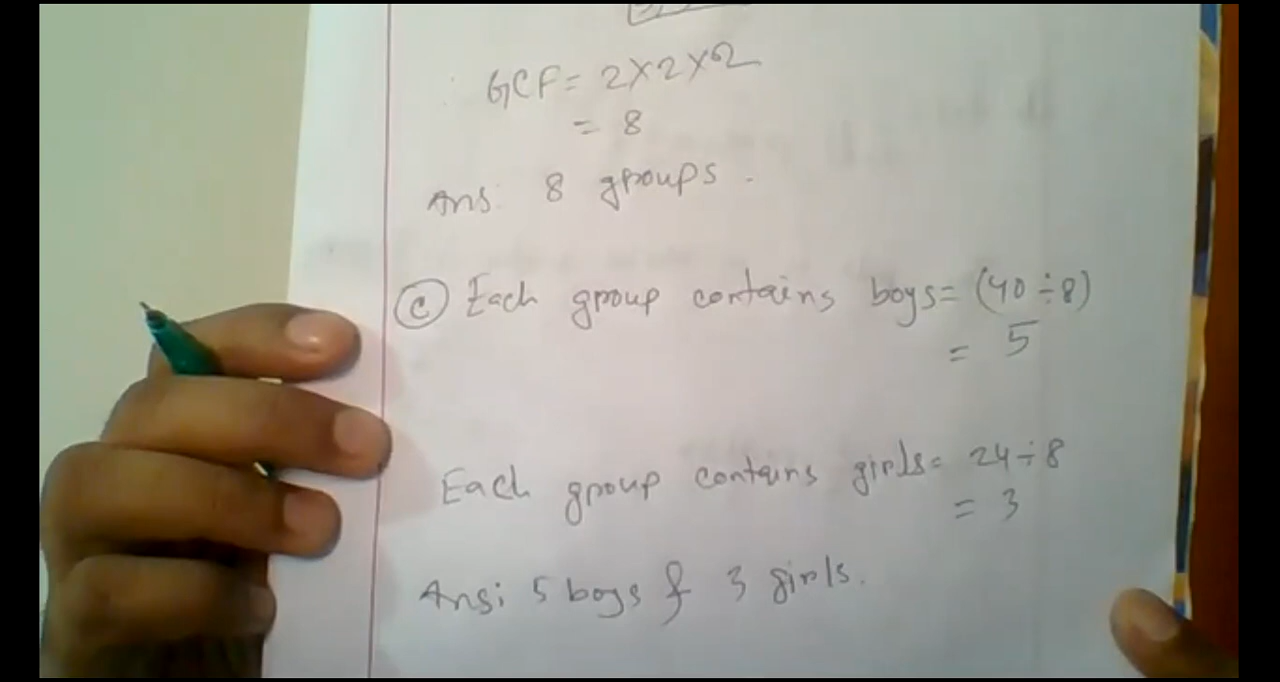 GCF = 2×2×2
= 8
Ans: 8 groups.
(c) Each group contains boys = (40÷8)
= 5
Each group contains girls = 24÷8
= 3
Ans: 5 boys & 3 girls.